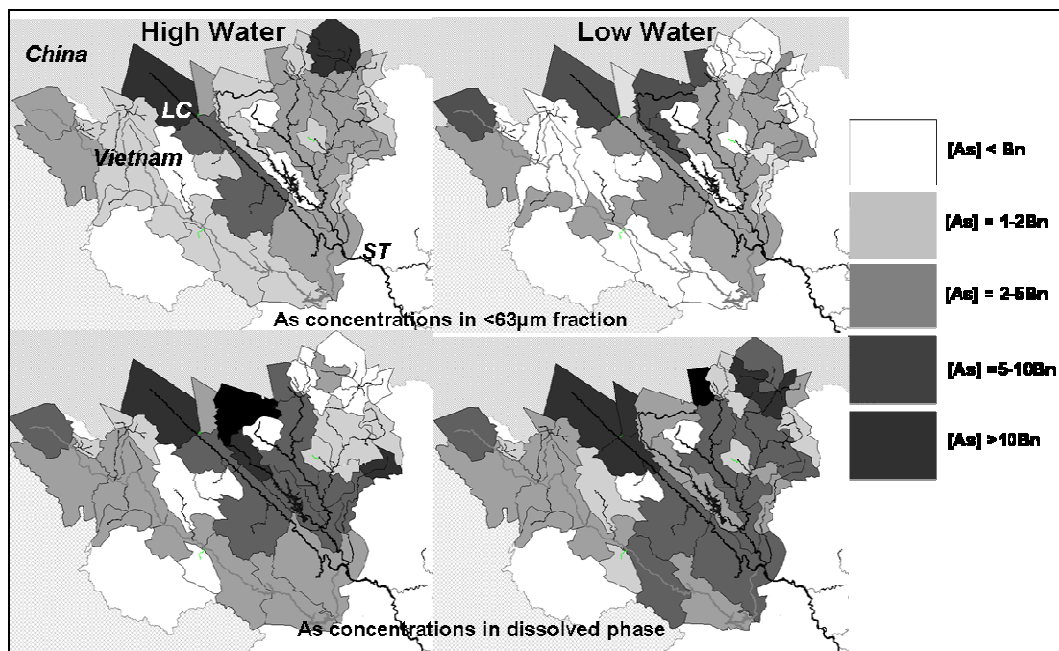 High Water
Low Water
China
LC
Vietnam
ST
As concentrations in <63µm fraction
As concentrations in dissolved phase
[As] < Bn
[As] = 1-2Bn
[As] = 2-5Bn
[As] =5-10Bn
[As] >10Bn